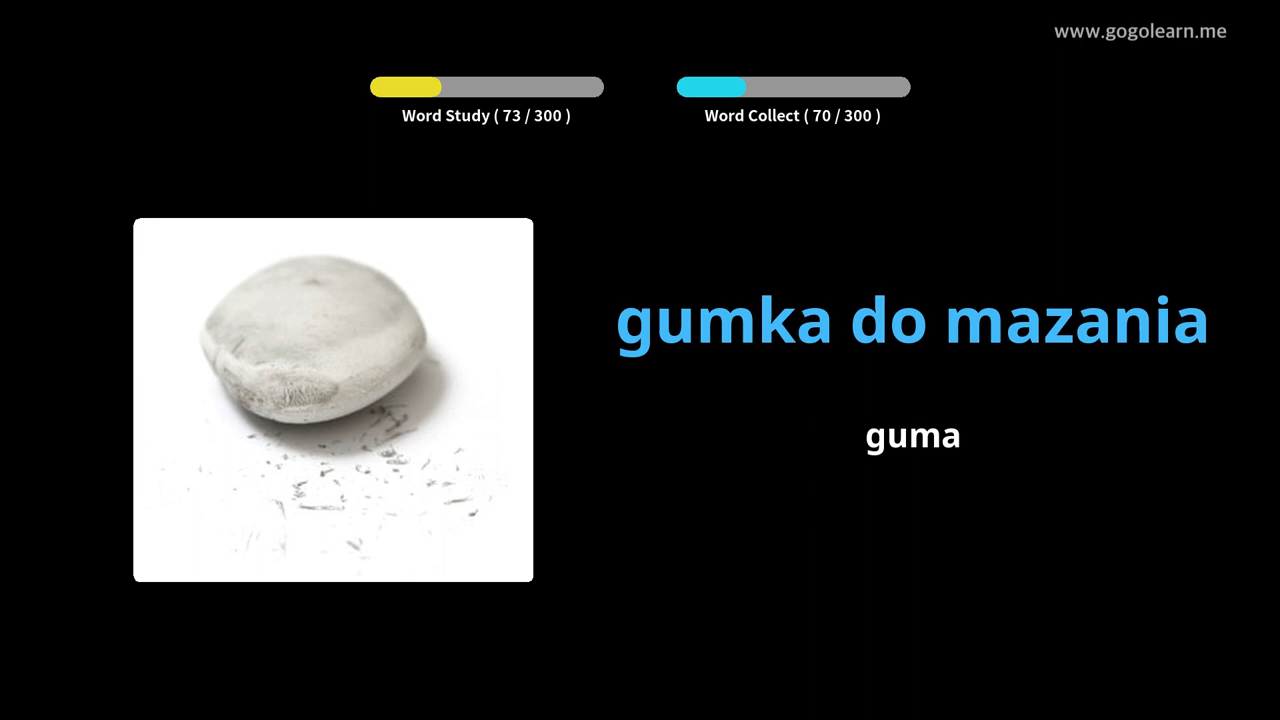 www.gogolearn.me
Word Study ( 73 / 300 )
Word Collect ( 70 / 300 )
gumka do mazania
guma